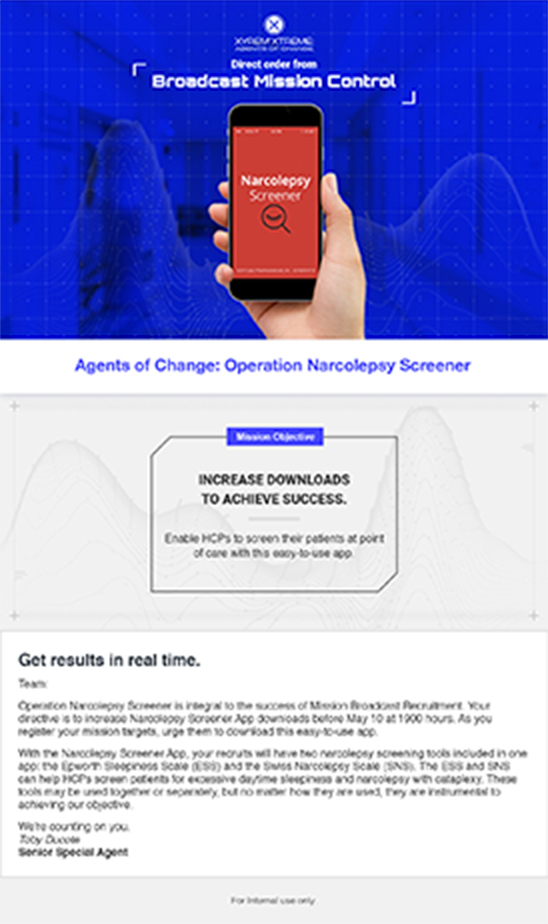 XYREM XTREME
AGENTS OF CHANGE
Direct order from
Broadcast Mission Control
Narcolepsy
Screener
Agents of Change: Operation Narcolepsy Screener
Mission Objective
INCREASE DOWNLOADS
TO ACHIEVE SUCCESS.
Enable HCPs to screen their patients at point
of care with this easy-to-use app.
Get results in real time.
Team:
Operation Narcolepsy Screener is integral to the success of Mission Broadcast Recruitment. Your
directive is to increase Narcolepsy Screener App downloads before May 10 at 1900 hours. As you
register your mission targets, urge them to download this easy-to-use app.
With the Narcolepsy Screener App, your recruits will have two narcolepsy screening tools included in one
app: the Epworth Sleepiness Scale (ESS) and the Swiss Narcolepsy Scale (SNS). The ESS and SNS
can help HCPs screen patients for excessive daytime sleepiness and narcolepsy with cataplexy. These
tools may be used together or separately, but no matter how they are used, they are instrumental to
achieving our objective.
We're counting on you.
Toby
Senior Special Agent
For internal use only